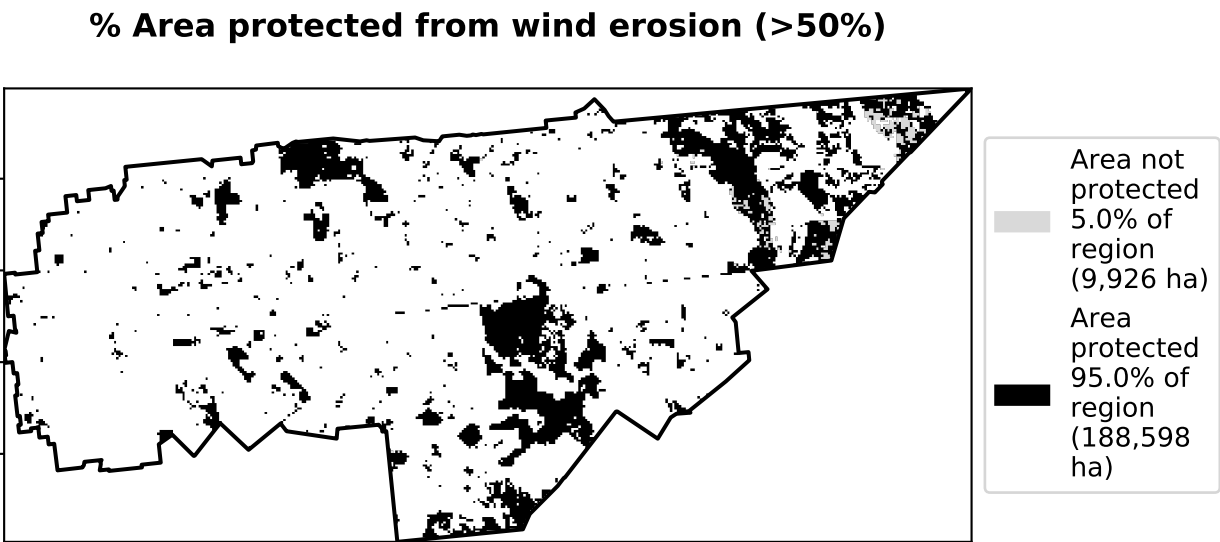 % Area protected from wind erosion (>50%)
Area not
protected
5.0% of
region
(9,926 ha)
Area
protected
95.0% of
region
(188,598
ha)